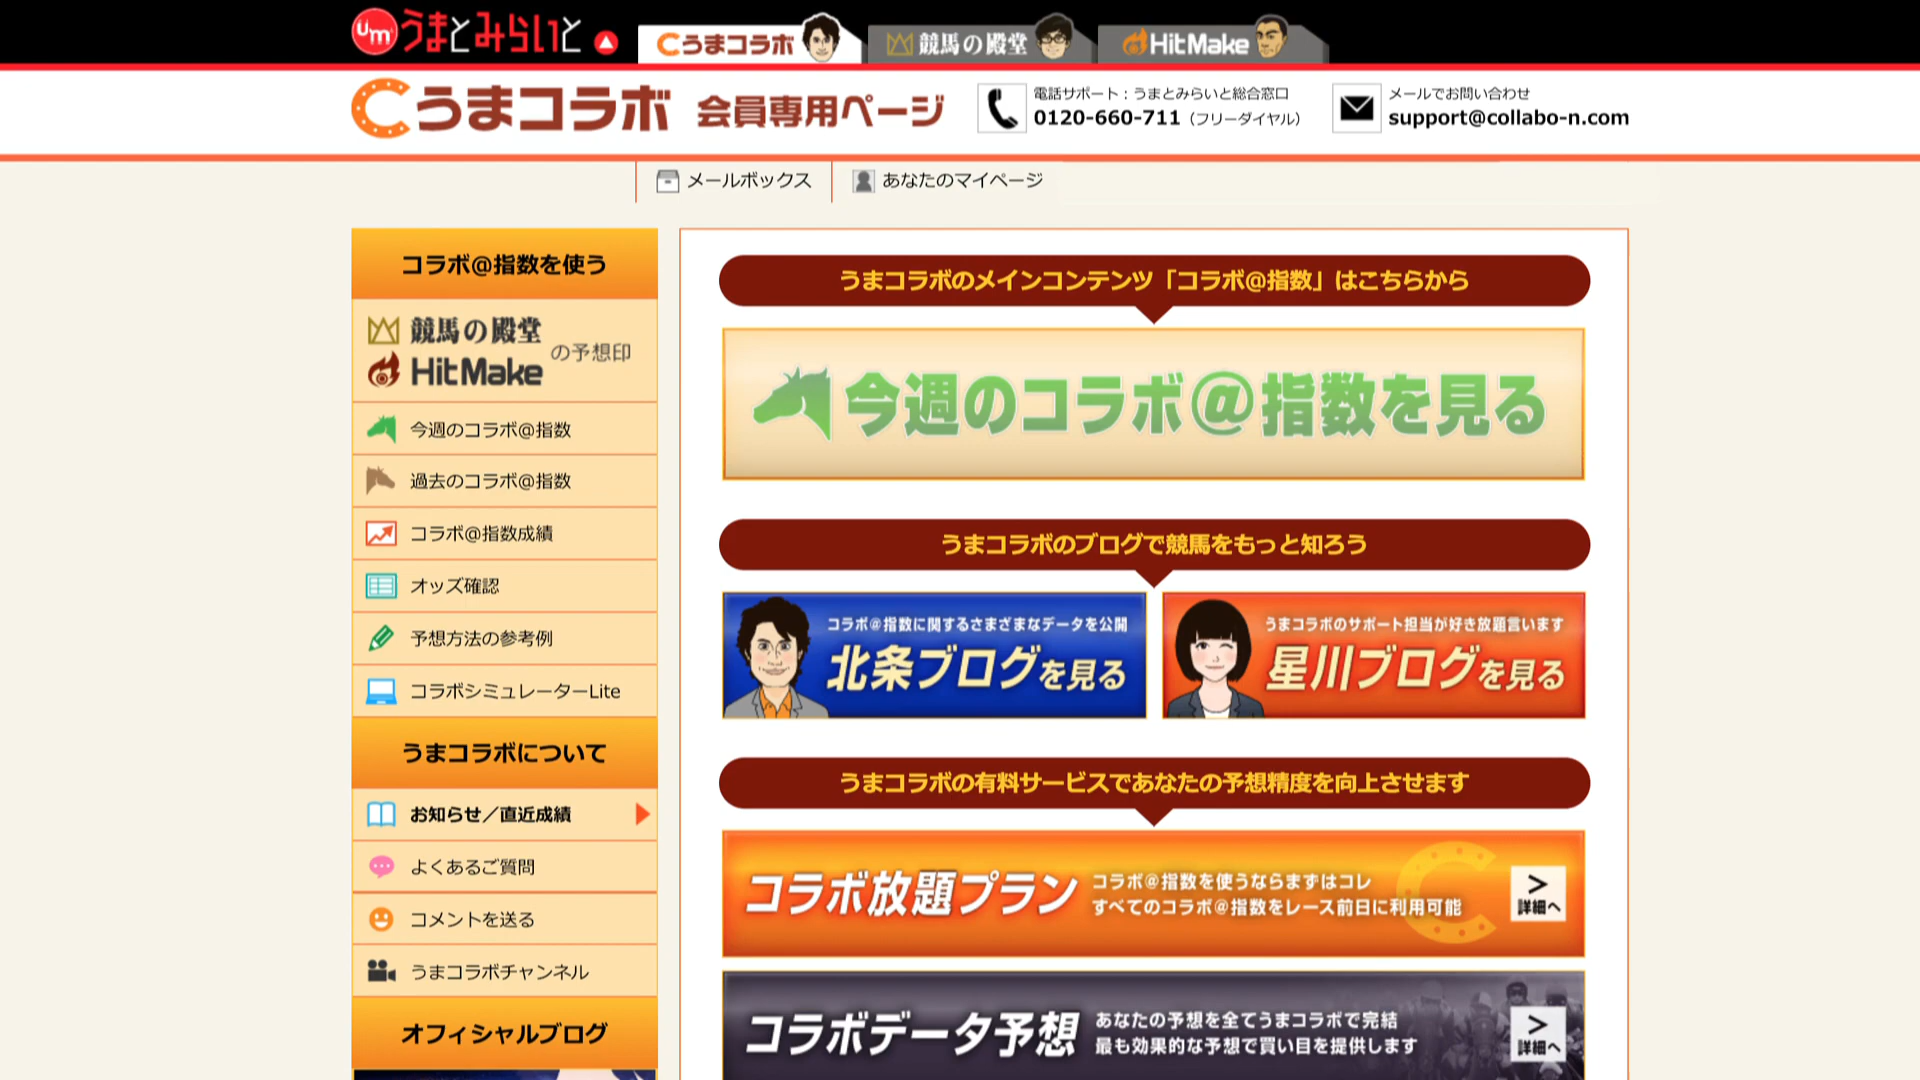 um うまとみらいと
Cうまコラボ
競馬の殿堂
HitMake
Cうまコラボ 会員専用ページ
電話サポート：うまとみらいと総合窓口
0120-660-711（フリーダイヤル）
メールでお問い合わせ
support@collabo-n.com
メールボックス
あなたのマイページ
コラボ@指数を使う
競馬の殿堂
HitMake
の予想印
今週のコラボ@指数
過去のコラボ@指数
コラボ@指数成績
オッズ確認
予想方法の参考例
コラボシミュレーターLite
うまコラボについて
お知らせ／直近成績
よくあるご質問
コメントを送る
うまコラボチャンネル
オフィシャルブログ
うまコラボのメインコンテンツ「コラボ@指数」はこちらから
今週のコラボ@指数を見る
うまコラボのブログで競馬をもっと知ろう
コラボ@指数に関するさまざまなデータを公開
北条ブログを見る
うまコラボのサポート担当が好き放題言います
星川ブログを見る
うまコラボの有料サービスであなたの予想精度を向上させます
コラボ放題プラン
コラボ@指数を使うならまずはコレ
すべてのコラボ@指数をレース前日に利用可能
詳細へ
コラボデータ予想
あなたの予想を全てうまコラボで完結
最も効果的な予想で買い目を提供します
詳細へ